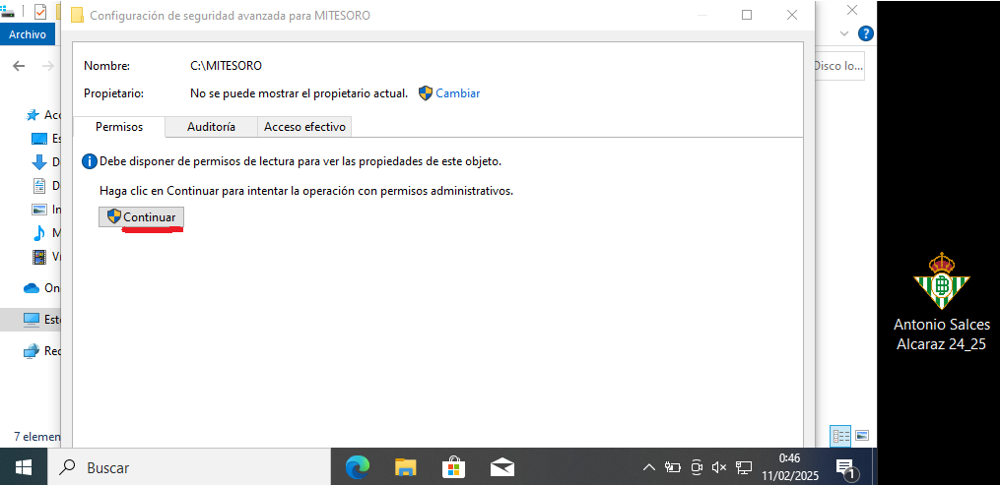 Configuración de seguridad avanzada para MITESORO
Archivo
Nombre: C:\MITESORO
Disco lo...
Propietario: No se puede mostrar el propietario actual. Cambiar
Permisos Auditoría Acceso efectivo
Debe disponer de permisos de lectura para ver las propiedades de este objeto.
Haga clic en Continuar para intentar la operación con permisos administrativos.
Continuar
Acc
Es
D
D
In
M
Ví
On
Este
Rec
Antonio Salces
Alcaraz 24_25
7 elemen
Buscar
0:46
11/02/2025
1